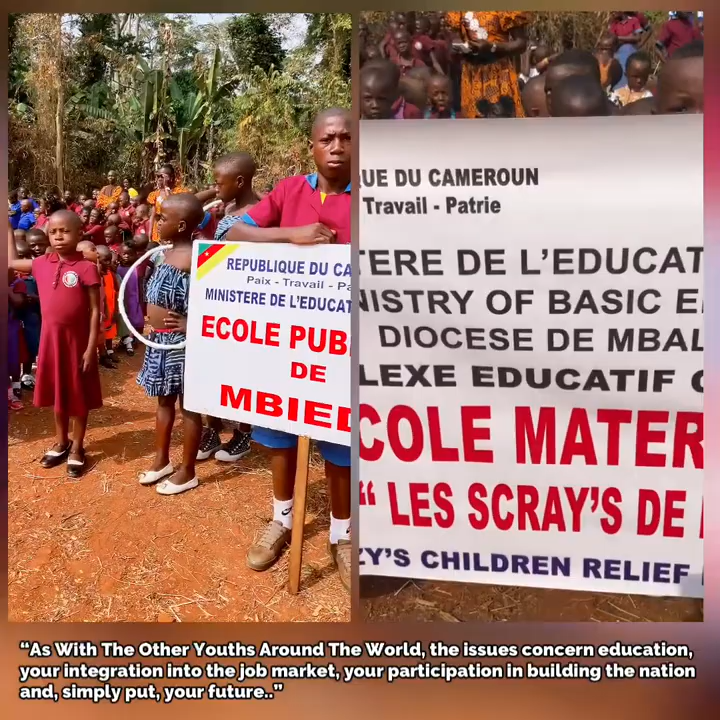 REPUBLIQUE DU CA
Paix - Travail - Pa
MINISTERE DE L'EDUCAT
ECOLE PUB
DE
MBIED
UE DU CAMEROUN
Travail - Patrie
TERE DE L'EDUCAT
NISTRY OF BASIC E
DIOCESE DE MBAL
LEXE EDUCATIF
COLE MATER
“ LES SCRAY'S DE
ZY'S CHILDREN RELIEF
“As With The Other Youths Around The World, the issues concern education,
your integration into the job market, your participation in building the nation
and, simply put, your future..”